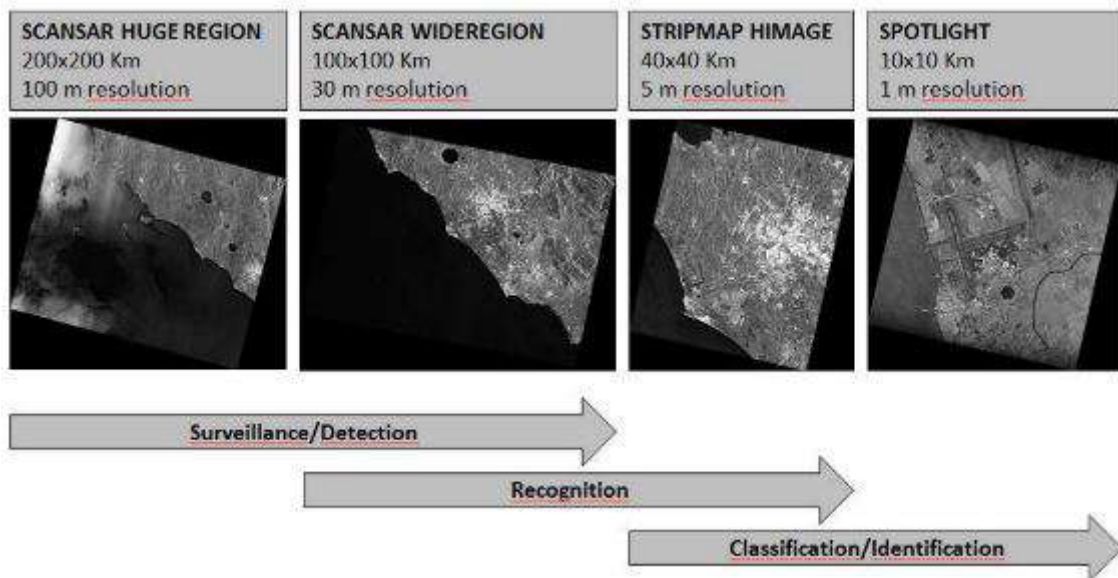 SCANSAR HUGE REGION
200x200 Km
100 m resolution
SCANSAR WIDEREGION
100x100 Km
30 m resolution
STRIPMAP HIMAGE
40x40 Km
5 m resolution
SPOTLIGHT
10x10 Km
1 m resolution
Surveillance/Detection
Recognition
Classification/Identification